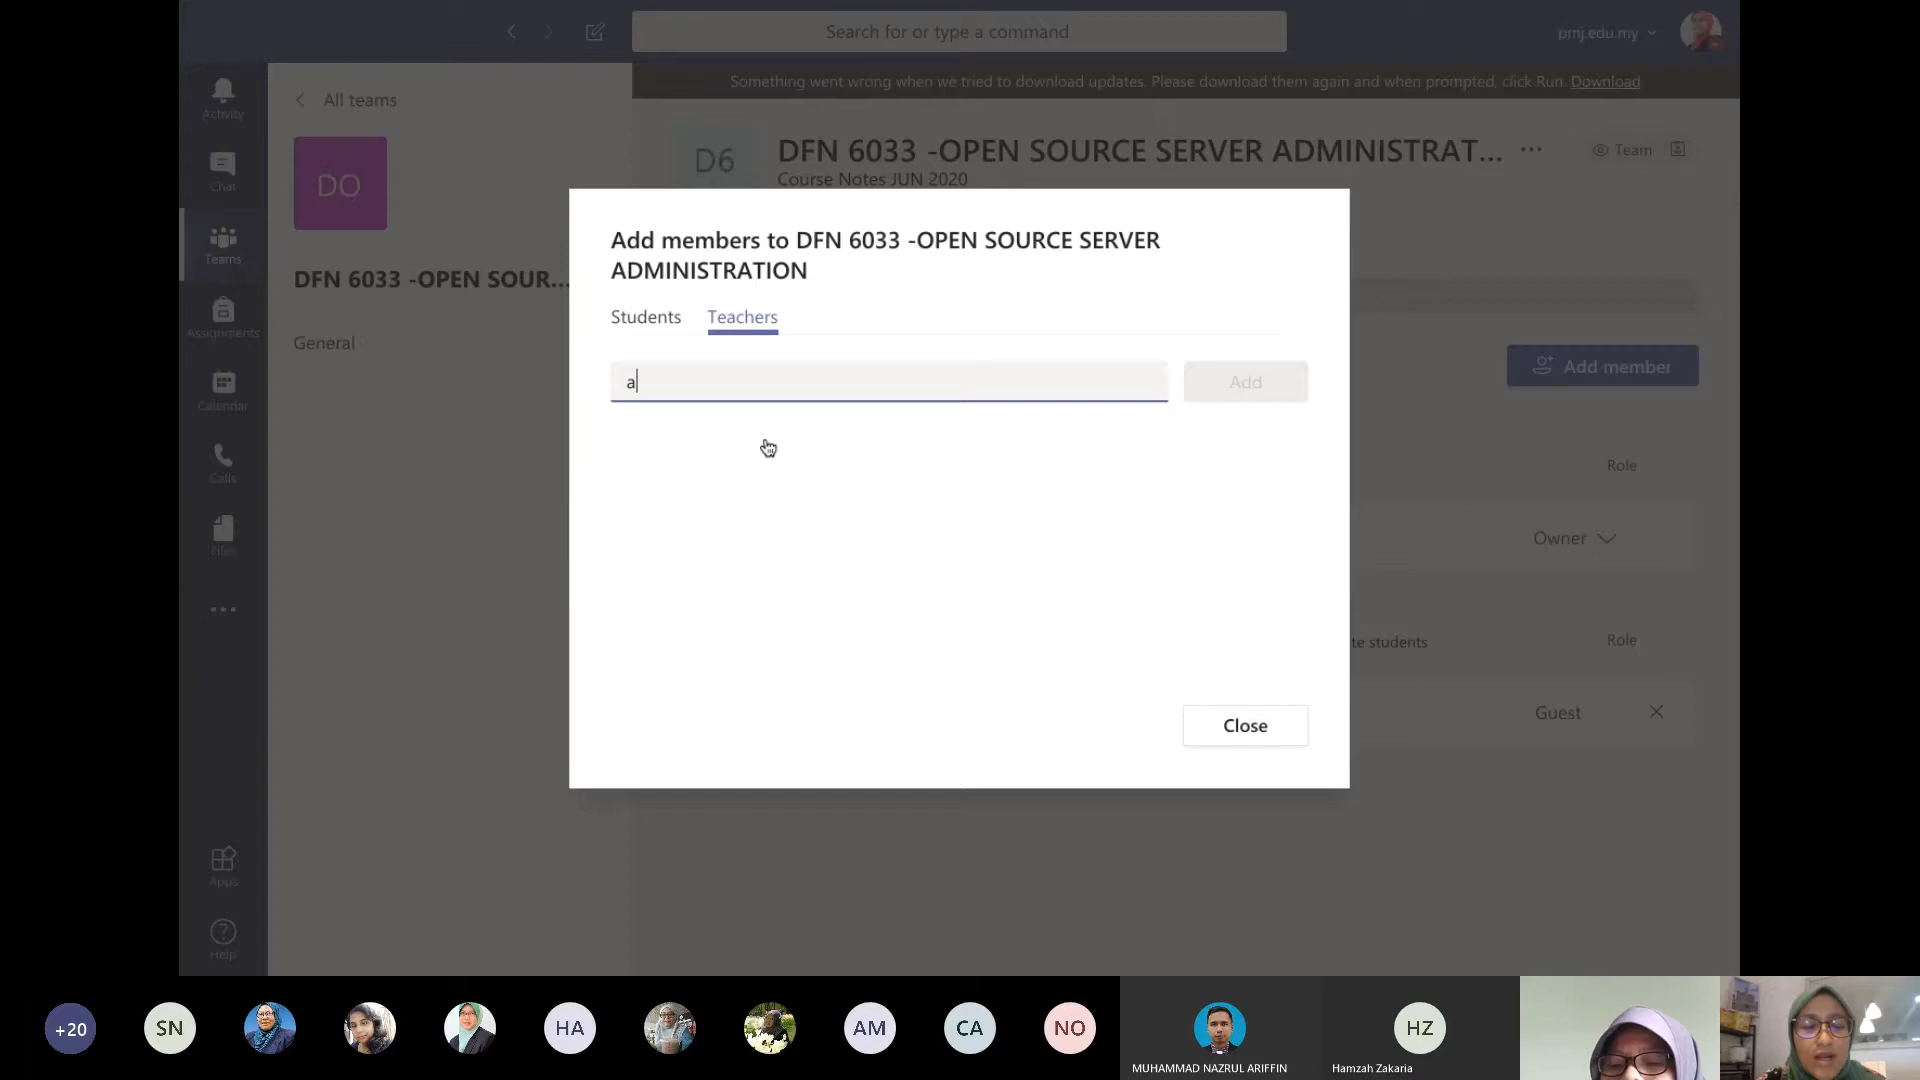 Search for or type a command
pmj.edu.my
Something went wrong when we tried to download updates. Please download them again and when prompted, click Run. Download
Activity
Chat
Teams
Assignments
Calendar
Calls
Files
Apps
Help
All teams
DO
DFN 6033 -OPEN SOUR...
General
D6
DFN 6033 -OPEN SOURCE SERVER ADMINISTRAT...
Course Notes JUN 2020
Team
Add member
Role
Owner
te students
Role
Guest
Add members to DFN 6033 -OPEN SOURCE SERVER
ADMINISTRATION
Students
Teachers
a
Add
Close
+20
SN
HA
AM
CA
NO
MUHAMMAD NAZRUL ARIFFIN
HZ
Hamzah Zakaria